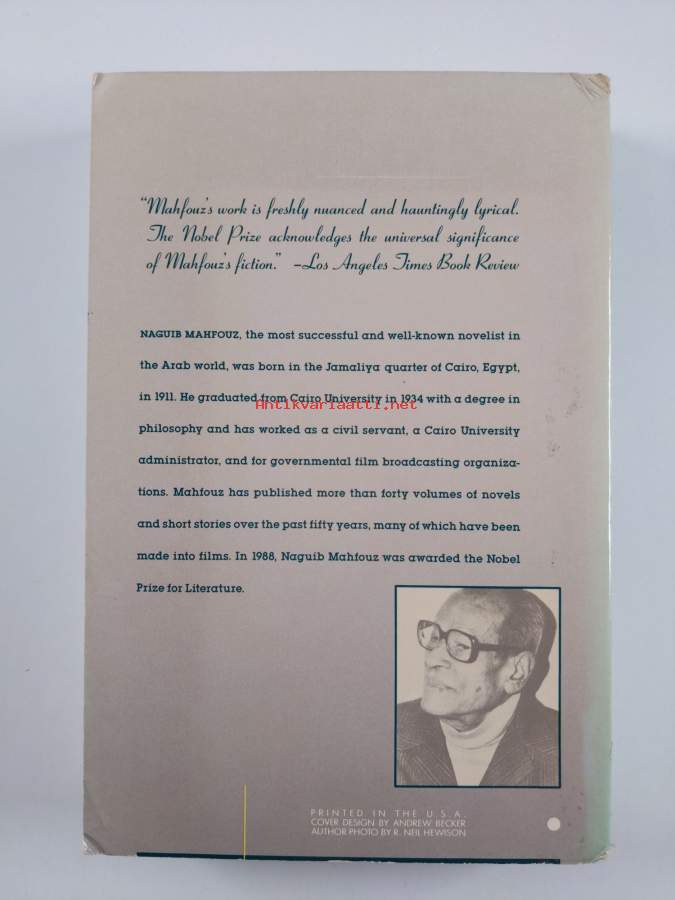 “Mahfouz's work is freshly nuanced and hauntingly lyrical.
The Nobel Prize acknowledges the universal significance
of Mahfouz's fiction.” –Los Angeles Times Book Review
NAGUIB MAHFOUZ, the most successful and well-known novelist in
the Arab world, was born in the Jamaliya quarter of Cairo, Egypt,
in 1911. He graduated from Cairo University in 1934 with a degree in
Antikvariaatti.net
philosophy and has worked as a civil servant, a Cairo University
administrator, and for governmental film broadcasting organiza-
tions. Mahfouz has published more than forty volumes of novels
and short stories over the past fifty years, many of which have been
made into films. In 1988, Naguib Mahfouz was awarded the Nobel
Prize for Literature.
PRINTED IN THE U.S.A.
COVER DESIGN BY ANDREW BECKER
AUTHOR PHOTO BY R. NEIL HEWISON